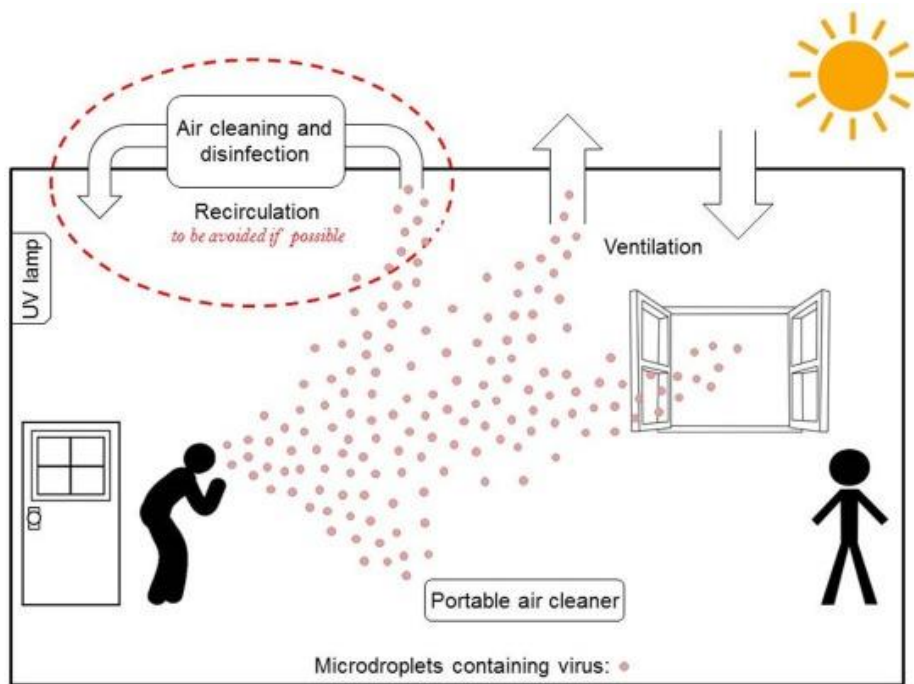 Air cleaning and
disinfection
Recirculation
to be avoided if possible
UV lamp
Ventilation
Portable air cleaner
Microdroplets containing virus: